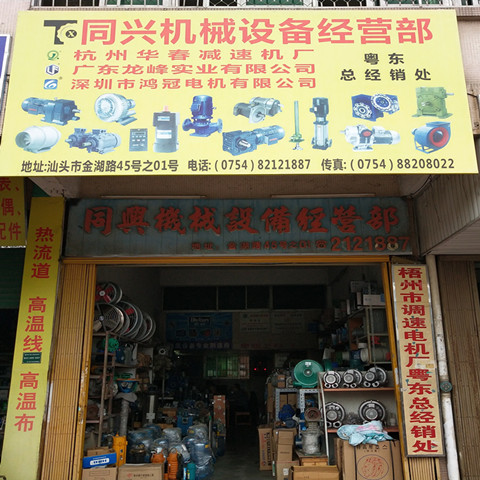 同兴机械设备经营部
杭州华春减速机厂
广东龙峰实业有限公司
深圳市鸿冠电机有限公司
粤东
总经销处
地址:汕头市金湖路45号之01号 电话:(0754)82121887 传真:(0754)88208022
同興機械設備經營部
2121887
热流道 高温线 高温布
梧州市调速电机厂粤东总经销处